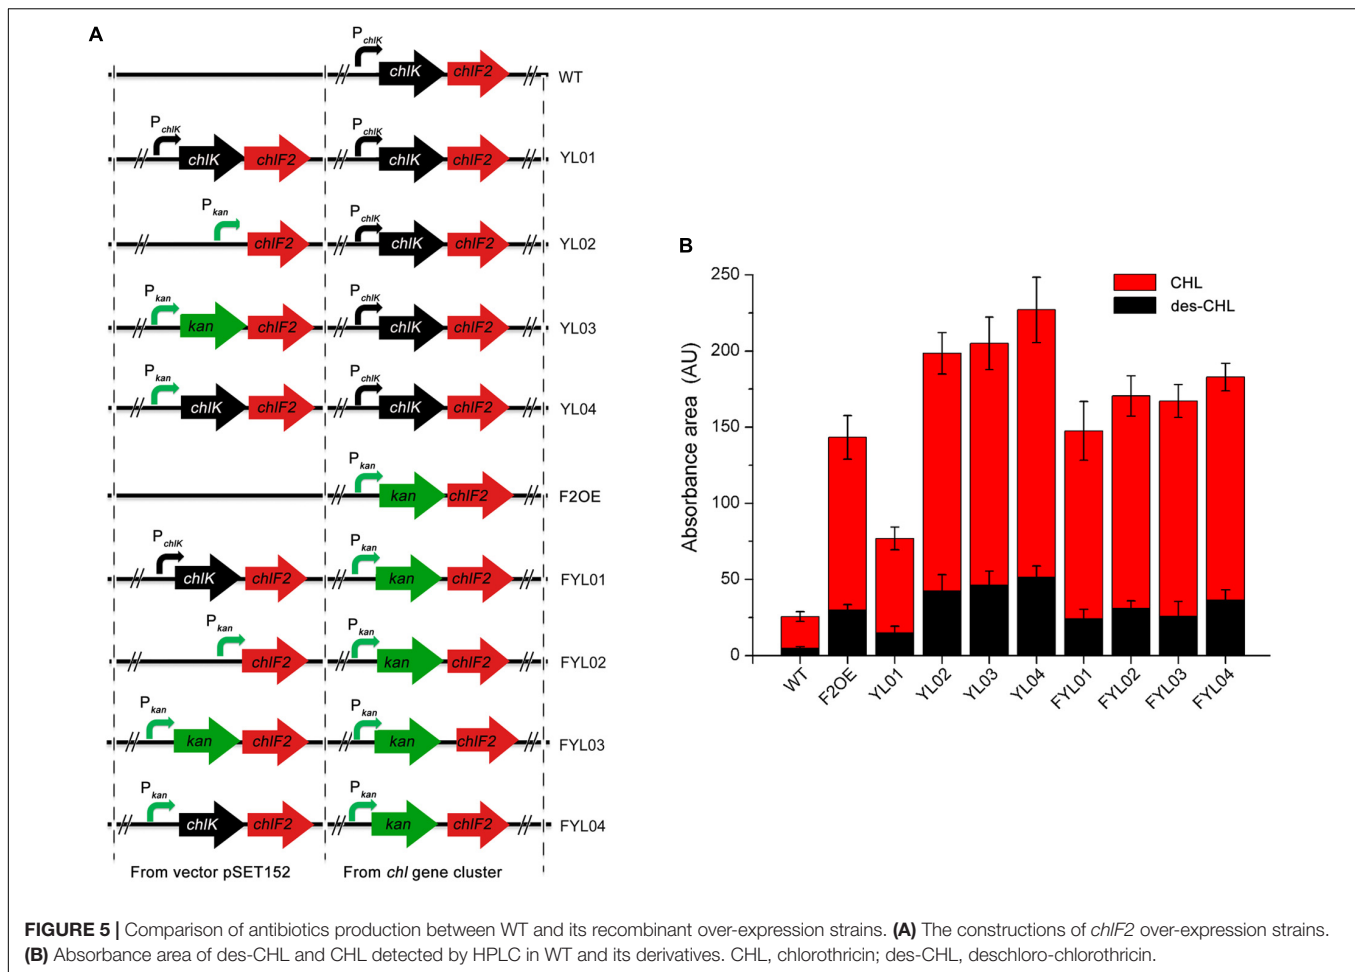 A
P chlK
chlK chlF2
WT
P chlK P chlK
chlK chlF2 chlK chlF2
YL01
P kan P chlK
chlF2 chlK chlF2
YL02
P kan P chlK
kan chlF2 chlK chlF2
YL03
P kan P chlK
chlK chlF2 chlK chlF2
YL04
P kan
kan chlF2
F2OE
P chlK P kan
chlK chlF2 kan chlF2
FYL01
P kan P kan
chlF2 kan chlF2
FYL02
P kan P kan
kan chlF2 kan chlF2
FYL03
P kan P kan
chlK chlF2 kan chlF2
FYL04
From vector pSET152 From chl gene cluster
B
250
200
150
100
50
0
Absorbance area (AU)
CHL
des-CHL
WT F2OE YL01 YL02 YL03 YL04 FYL01 FYL02 FYL03 FYL04
FIGURE 5 | Comparison of antibiotics production between WT and its recombinant over-expression strains. (A) The constructions of chlF2 over-expression strains.
(B) Absorbance area of des-CHL and CHL detected by HPLC in WT and its derivatives. CHL, chlorothricin; des-CHL, deschloro-chlorothricin.